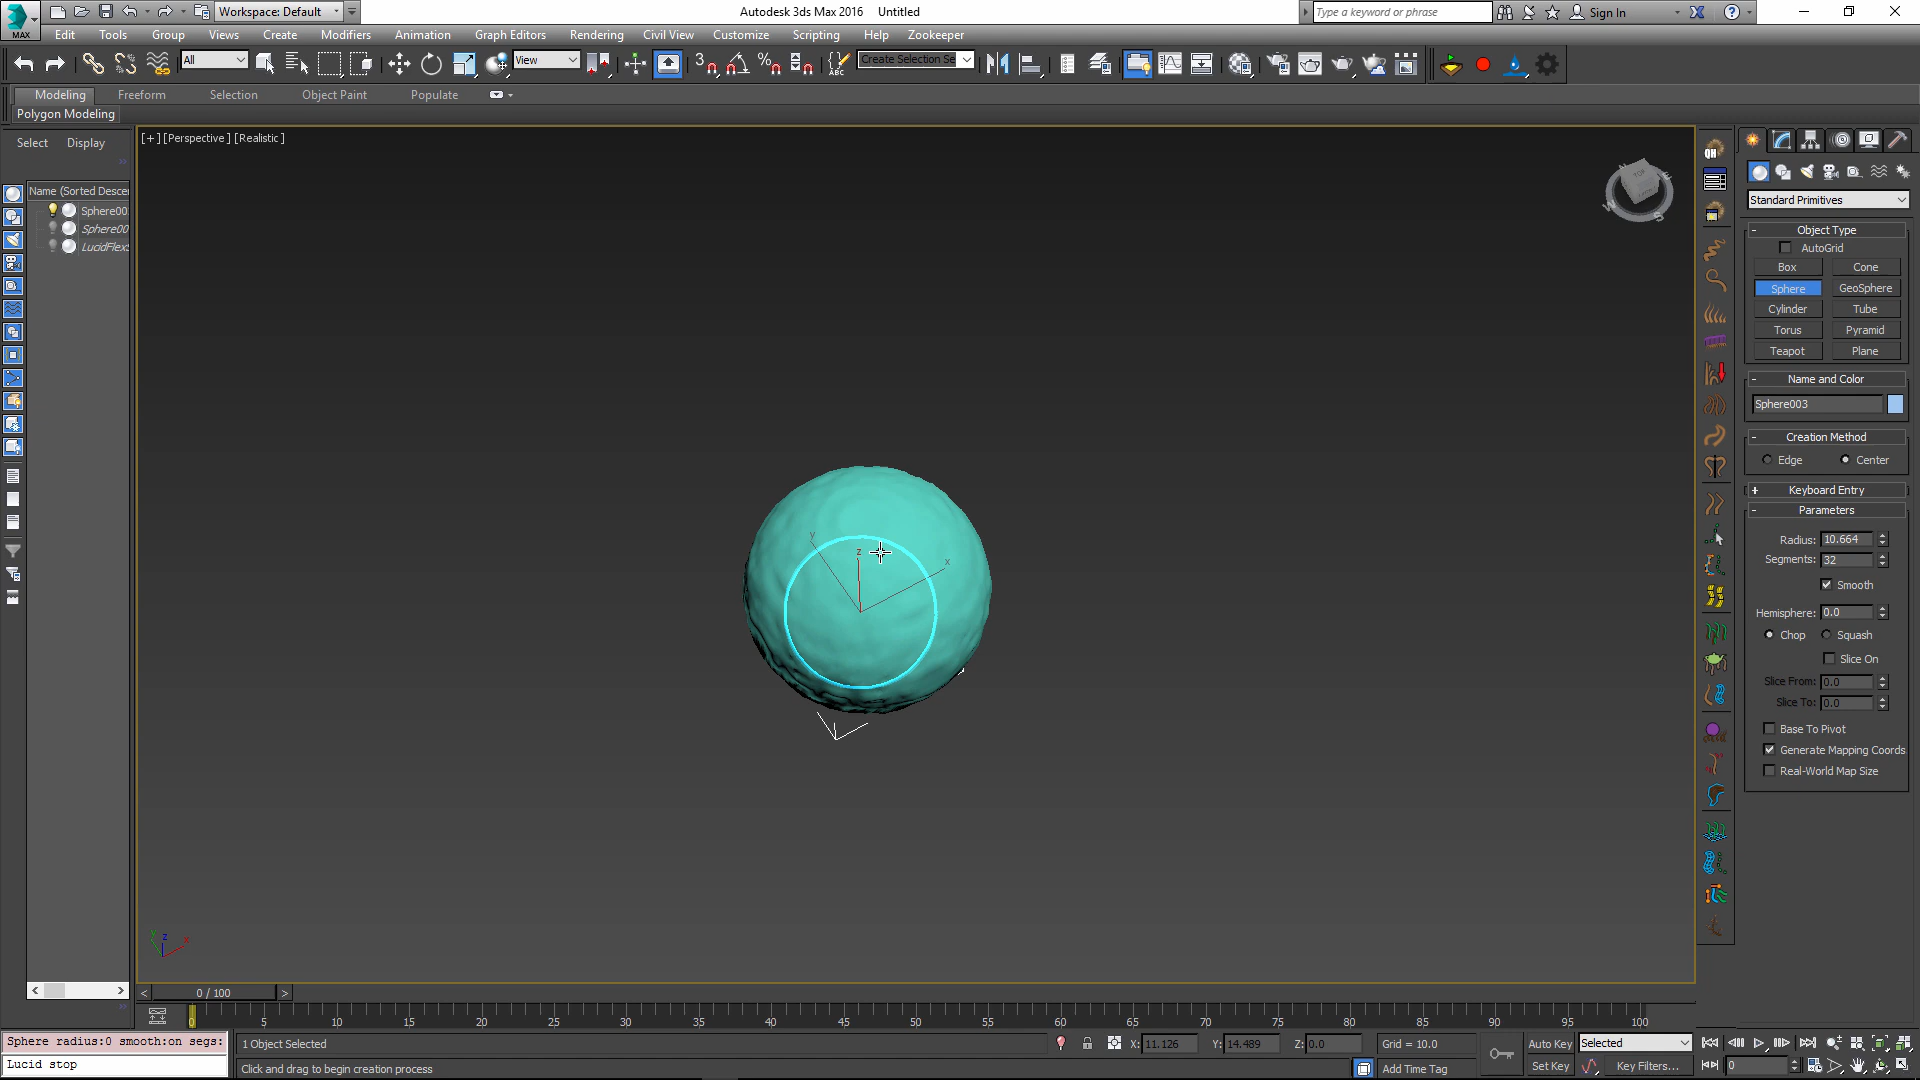 Workspace: Default
Autodesk 3ds Max 2016 Untitled
Type a keyword or phrase
Sign In
MAX
Edit Tools Group Views Create Modifiers Animation Graph Editors Rendering Civil View Customize Scripting Help Zookeeper
All
View
3
ABC
Create Selection Se
Modeling Freeform Selection Object Paint Populate
Polygon Modeling
Select Display
[+] [Perspective] [Realistic]
Name (Sorted Descen
Sphere00
Sphere00
LucidFlex
QH
TOP
W
S
E
Standard Primitives
- Object Type
AutoGrid
Box Cone
Sphere GeoSphere
Cylinder Tube
Torus Pyramid
Teapot Plane
- Name and Color
Sphere003
- Creation Method
Edge Center
+ Keyboard Entry
- Parameters
Radius: 10.664
Segments: 32
Smooth
Hemisphere: 0.0
Chop Squash
Slice On
Slice From: 0.0
Slice To: 0.0
Base To Pivot
Generate Mapping Coords
Real-World Map Size
y
z
x
y z x
< 0 / 100 >
0 5 10 15 20 25 30 35 40 45 50 55 60 65 70 75 80 85 90 95 100
Sphere radius:0 smooth:on segs:
1 Object Selected
X: 11.126 Y: 14.489 Z: 0.0
Grid = 10.0
Auto Key Selected
Lucid stop
Click and drag to begin creation process
Add Time Tag
Set Key Key Filters...
0